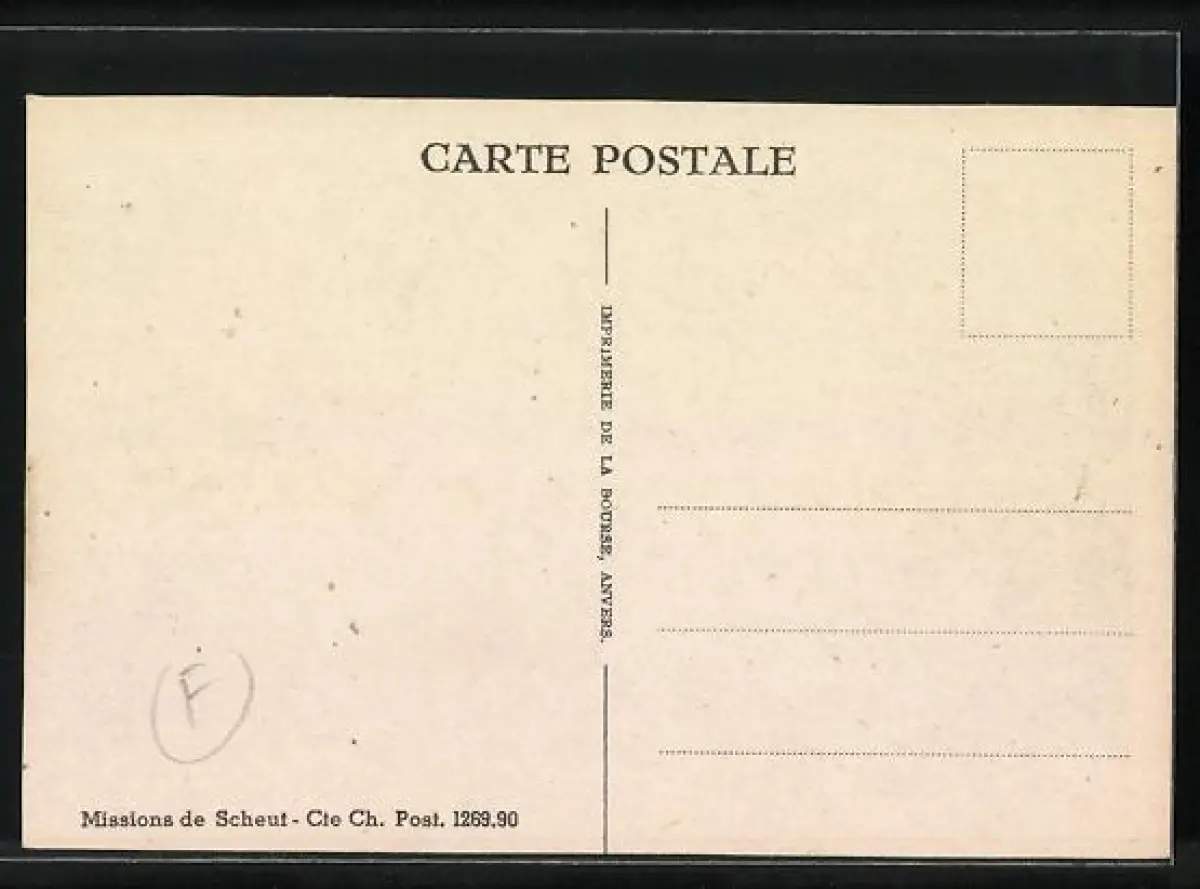 CARTE POSTALE
IMPRIMERIE DE LA BOURSE, ANVERS.
F
Missions de Scheut - Cte Ch. Post. 1269,90